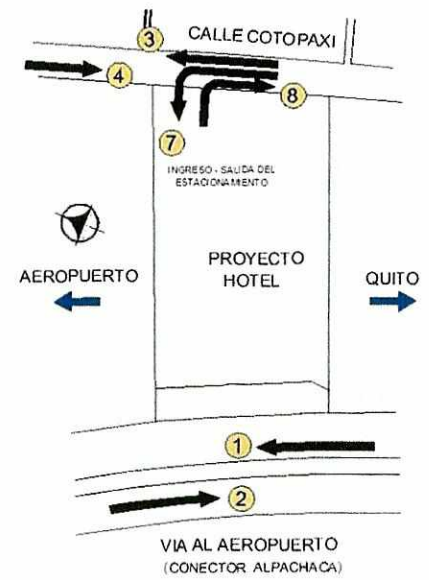 CALLE COTOPAXI
3
4
8
7
INGRESO - SALIDA DEL
ESTACIONAMIENTO
PROYECTO
HOTEL
AEROPUERTO
QUITO
1
2
VIA AL AEROPUERTO
(CONECTOR ALPACHACA)